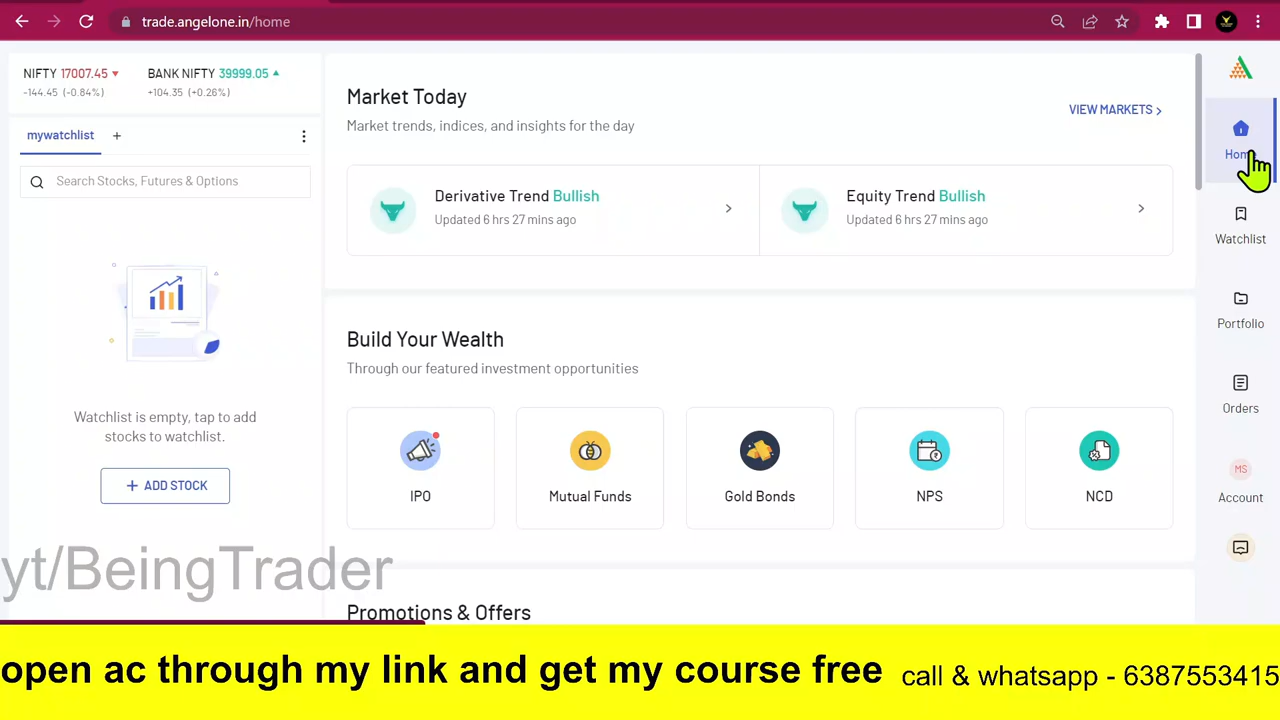 trade.angelone.in/home
NIFTY 17007.45
-144.45 (-0.84%)
BANK NIFTY 39999.05
+104.35 (+0.26%)
mywatchlist +
Search Stocks, Futures & Options
Watchlist is empty, tap to add
stocks to watchlist.
+ ADD STOCK
Market Today
Market trends, indices, and insights for the day
VIEW MARKETS
Derivative Trend Bullish
Updated 6 hrs 27 mins ago
Equity Trend Bullish
Updated 6 hrs 27 mins ago
Build Your Wealth
Through our featured investment opportunities
IPO
Mutual Funds
Gold Bonds
NPS
NCD
Promotions & Offers
Home
Watchlist
Portfolio
Orders
MS
Account
yt/BeingTrader
open ac through my link and get my course free call & whatsapp - 6387553415